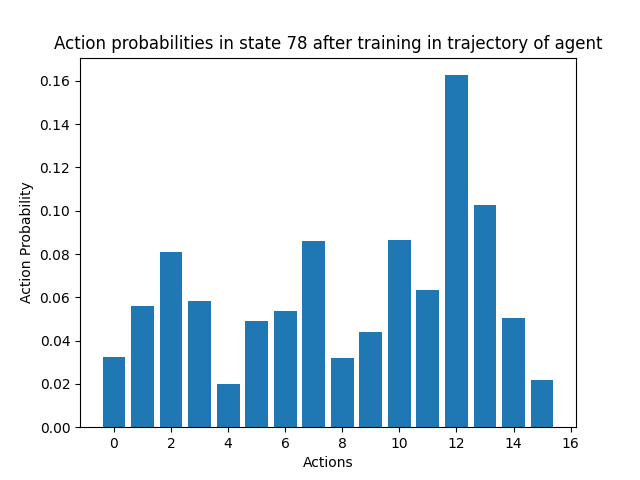 Action probabilities in state 78 after training in trajectory of agent
0.16
0.14
0.12
0.10
0.08
0.06
0.04
0.02
0.00
Action Probability
0 2 4 6 8 10 12 14 16
Actions